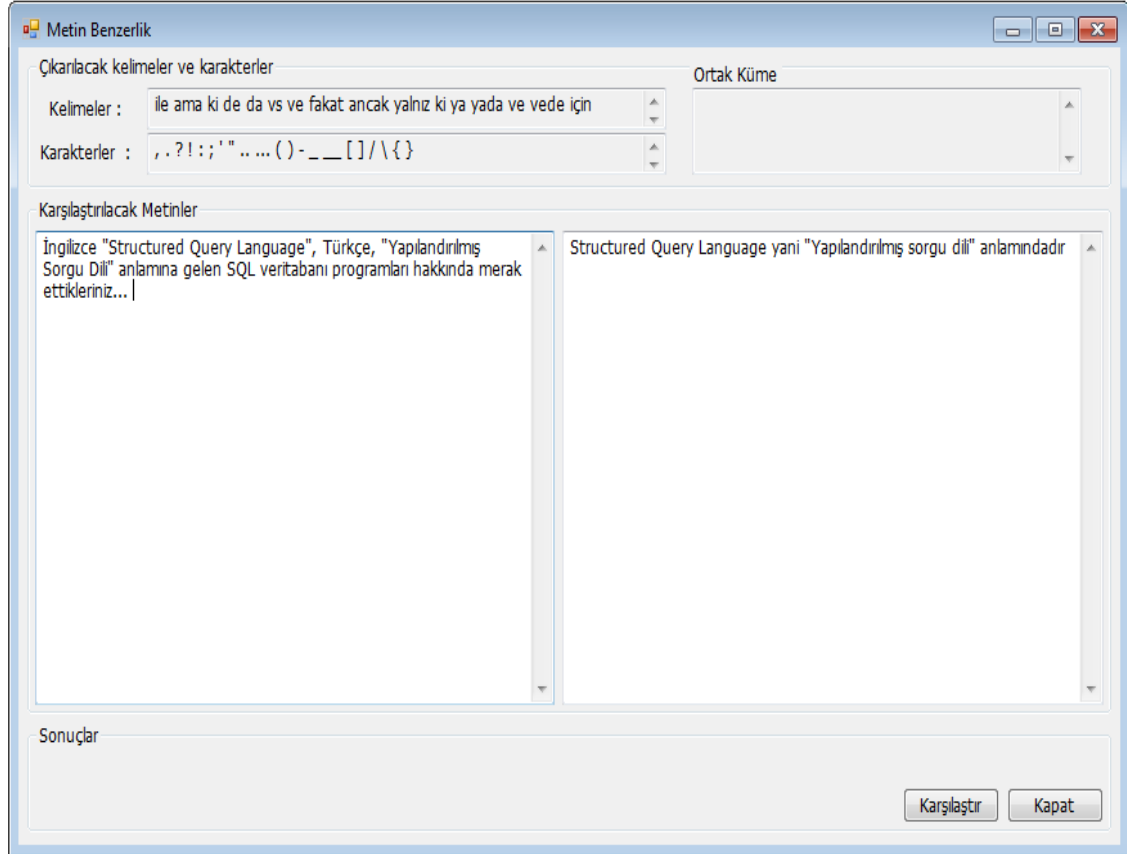 Metin Benzerlik
Çıkarılacak kelimeler ve karakterler
Ortak Küme
Kelimeler :
ile ama ki de da vs ve fakat ancak yalnız ki ya yada ve vede için
Karakterler :
, . ? ! : ; ' " .. ... ( ) - _ __ [ ] / \ { }
Karşılaştırılacak Metinler
İngilizce "Structured Query Language", Türkçe, "Yapılandırılmış
Sorgu Dili" anlamına gelen SQL veritabanı programları hakkında merak
ettikleriniz...
Structured Query Language yani "Yapılandırılmış sorgu dili" anlamındadır
Sonuçlar
Karşılaştır
Kapat